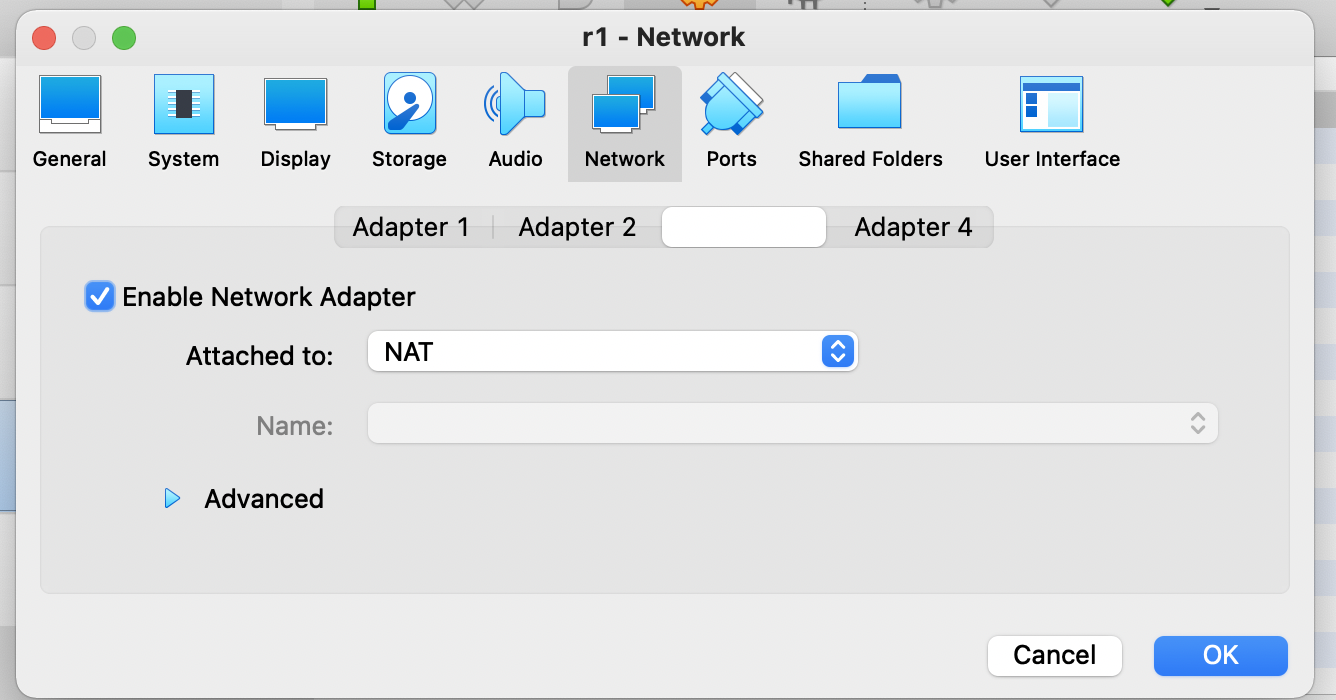 r1 - Network
General System Display Storage Audio Network Ports Shared Folders User Interface
Adapter 1 Adapter 2 Adapter 4
Enable Network Adapter
Attached to: NAT
Name:
Advanced
Cancel OK